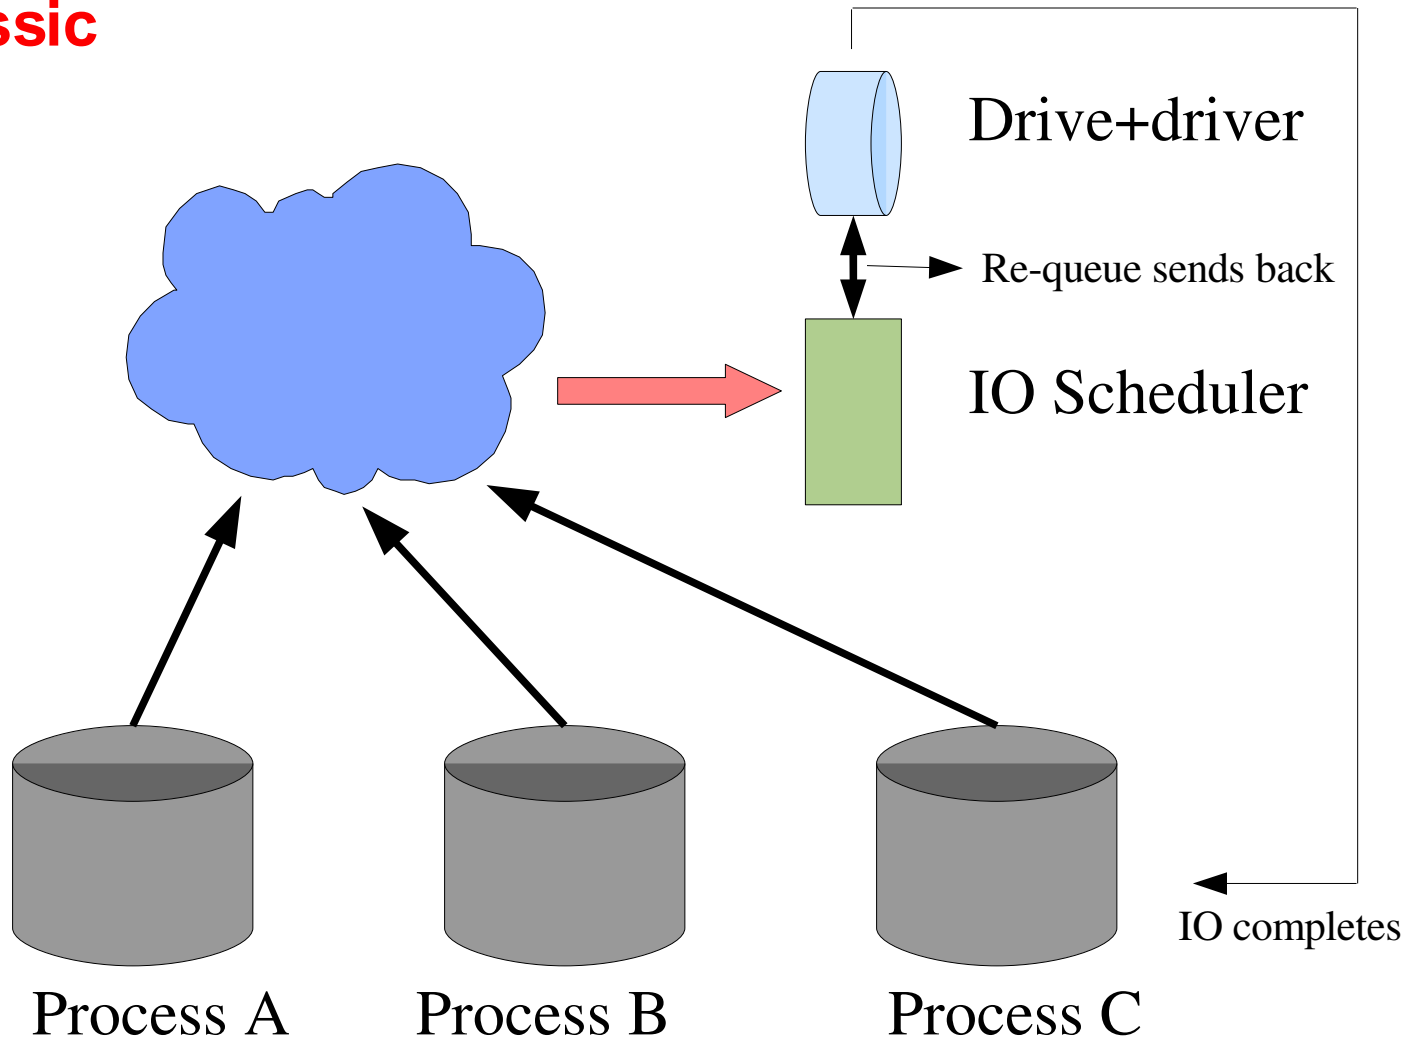 ssic
Drive+driver
Re-queue sends back
IO Scheduler
IO completes
Process A
Process B
Process C